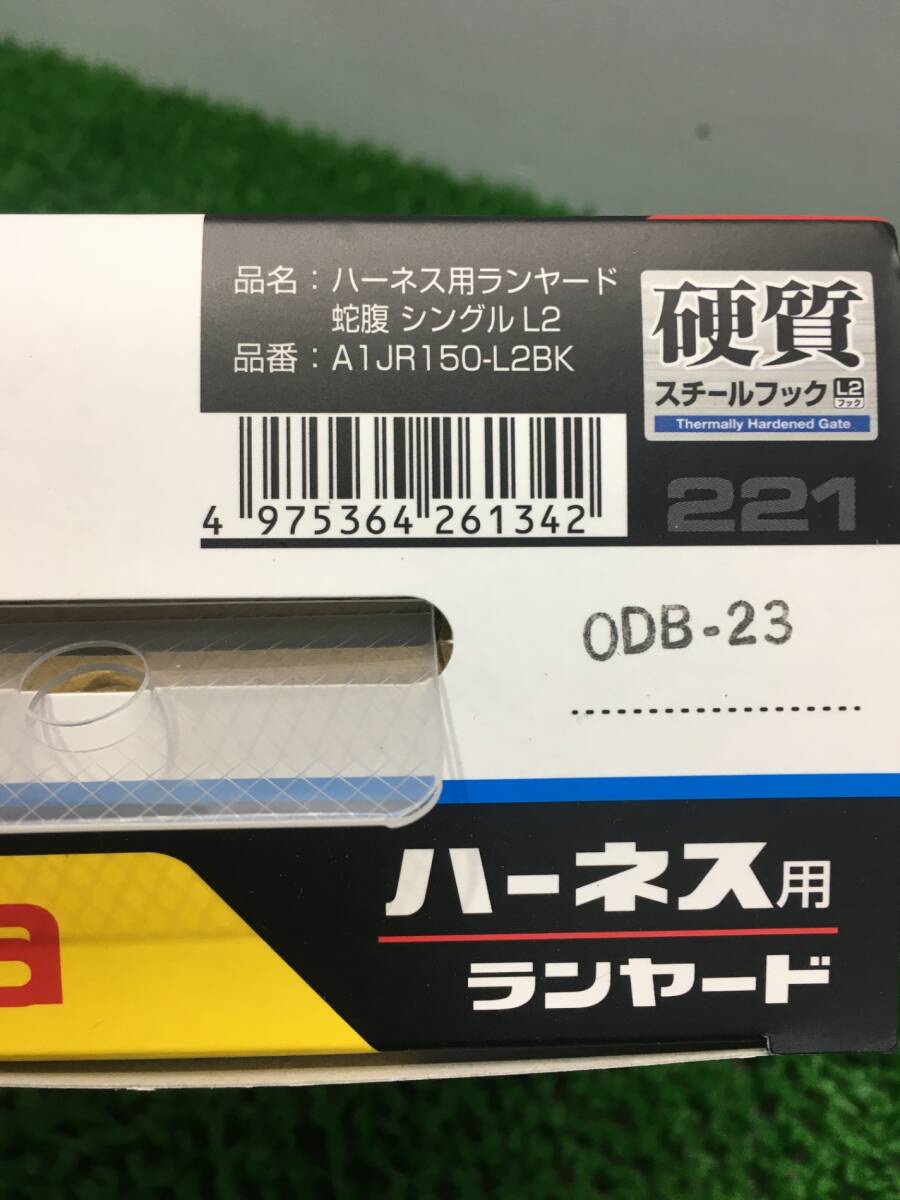 品名：ハーネス用ランヤード
蛇腹 シングル L2
品番：A1JR150-L2BK
硬質
スチールフック L2
フック
Thermally Hardened Gate
4 975364 261342
221
ODB-23
ハーネス用
ランヤード
a